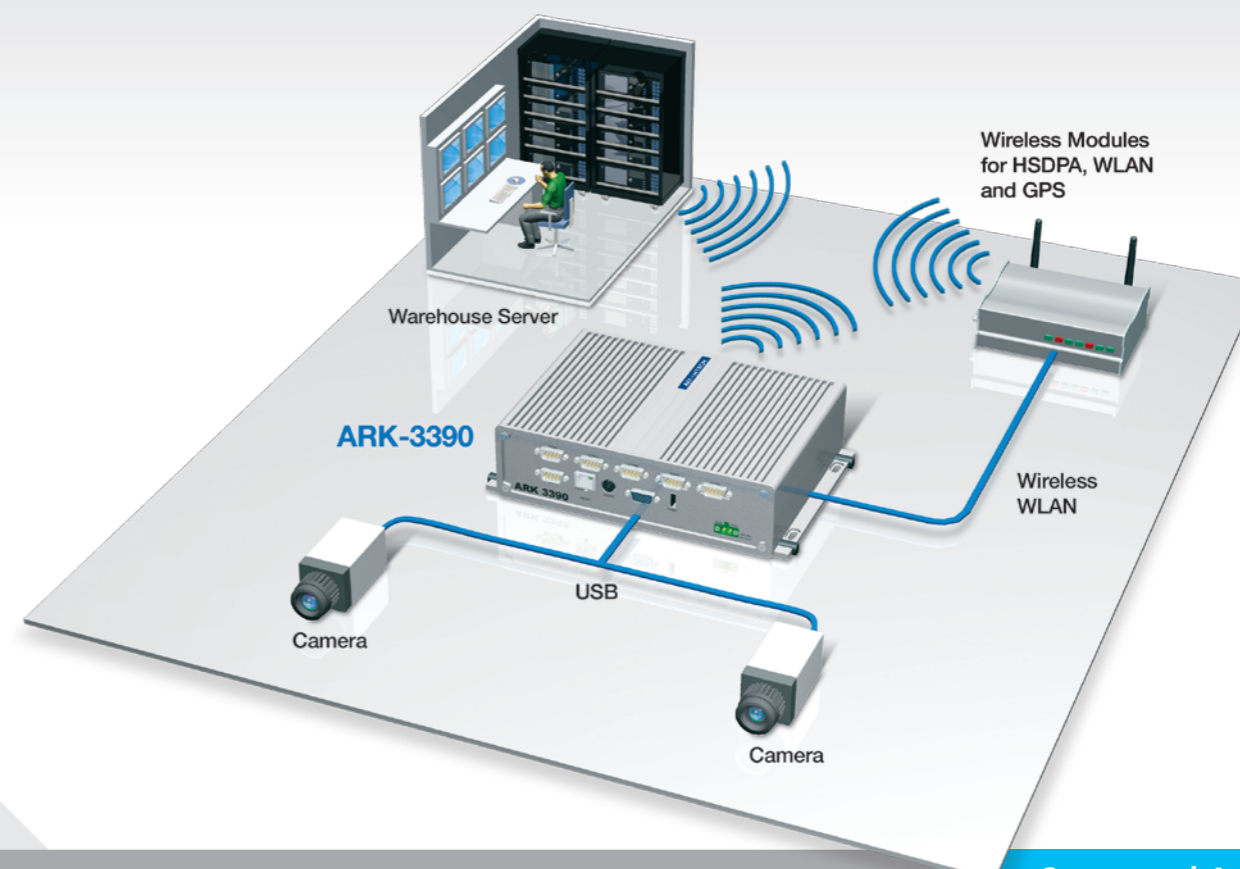 Wireless Modules
for HSDPA, WLAN
and GPS
Warehouse Server
ARK-3390
ARK 3390
Wireless
WLAN
USB
Camera
Camera